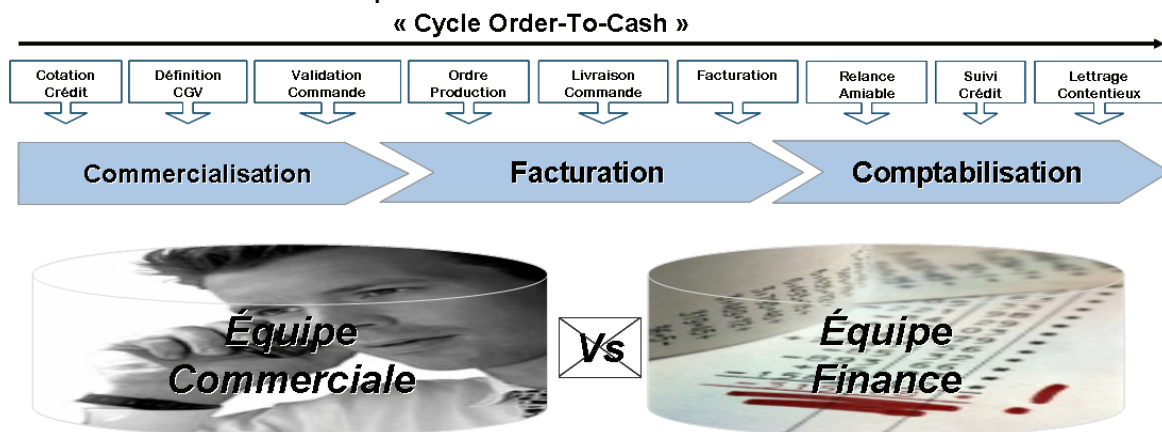 « Cycle Order-To-Cash »
Cotation
Crédit
Définition
CGV
Validation
Commande
Ordre
Production
Livraison
Commande
Facturation
Relance
Amiable
Suivi
Crédit
Lettrage
Contentieux
Commercialisation
Facturation
Comptabilisation
Équipe
Commerciale
Vs
Équipe
Finance